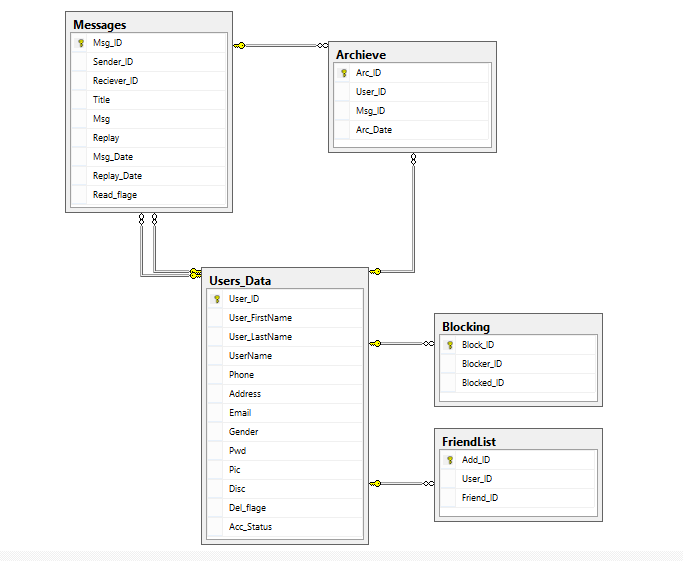 Messages
Msg_ID
Sender_ID
Reciever_ID
Title
Msg
Replay
Msg_Date
Replay_Date
Read_flage
Archieve
Arc_ID
User_ID
Msg_ID
Arc_Date
Users_Data
User_ID
User_FirstName
User_LastName
UserName
Phone
Address
Email
Gender
Pwd
Pic
Disc
Del_flage
Acc_Status
Blocking
Block_ID
Blocker_ID
Blocked_ID
FriendList
Add_ID
User_ID
Friend_ID